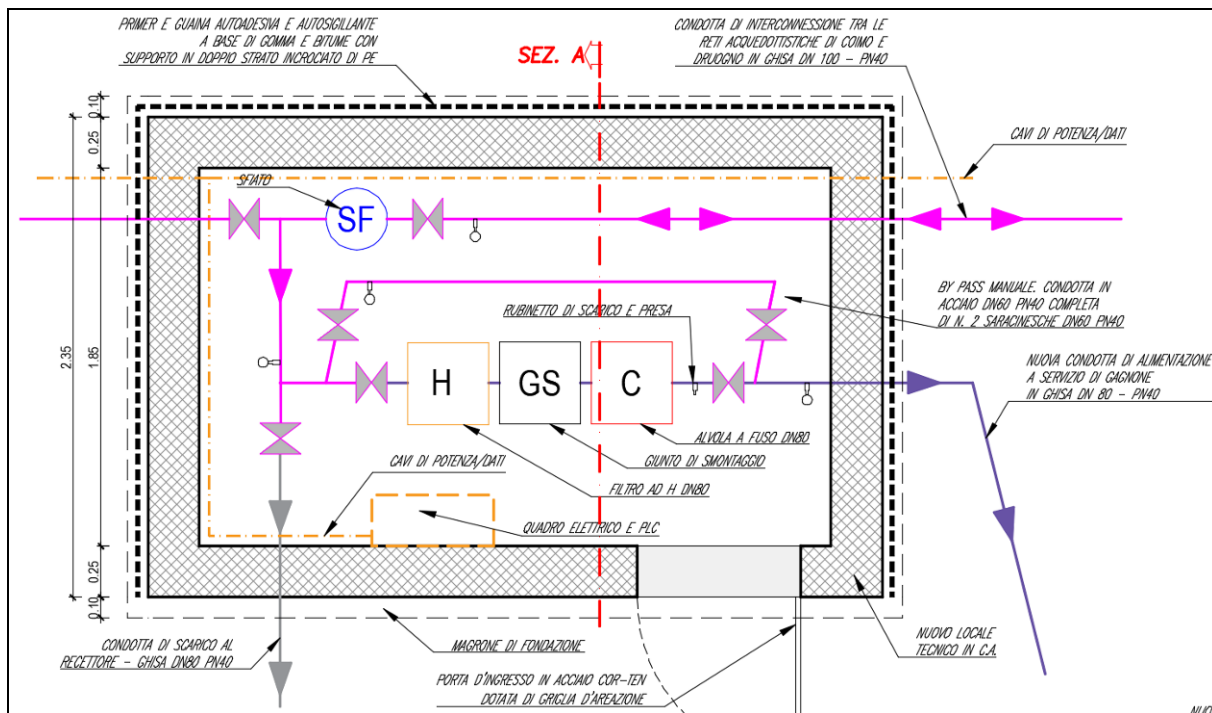 PRIMER E GUAINA AUTOADESIVA E AUTOSIGILLANTE
A BASE DI GOMMA E BITUME CON
SUPPORTO IN DOPPIO STRATO INCROCIATO DI PE
SEZ. A
CONDOTTA DI INTERCONNESSIONE TRA LE
RETI ACQUEDOTTISTICHE DI COIMO E
DRUOGNO IN GHISA DN 100 - PN40
CAVI DI POTENZA/DATI
0.10
0.25
2.35
1.85
0.25
0.10
SFIATO
SF
BY PASS MANUALE. CONDOTTA IN
ACCIAIO DN60 PN40 COMPLETA
DI N. 2 SARACINESCHE DN60 PN40
RUBINETTO DI SCARICO E PRESA
NUOVA CONDOTTA DI ALIMENTAZIONE
A SERVIZIO DI GAGNONE
IN GHISA DN 80 - PN40
H
GS
C
ALVOLA A FUSO DN80
GIUNTO DI SMONTAGGIO
FILTRO AD H DN80
CAVI DI POTENZA/DATI
QUADRO ELETTRICO E PLC
CONDOTTA DI SCARICO AL
RECETTORE - GHISA DN80 PN40
MAGRONE DI FONDAZIONE
NUOVO LOCALE
TECNICO IN C.A.
PORTA D'INGRESSO IN ACCIAIO COR-TEN
DOTATA DI GRIGLIA D'AREAZIONE
NUO